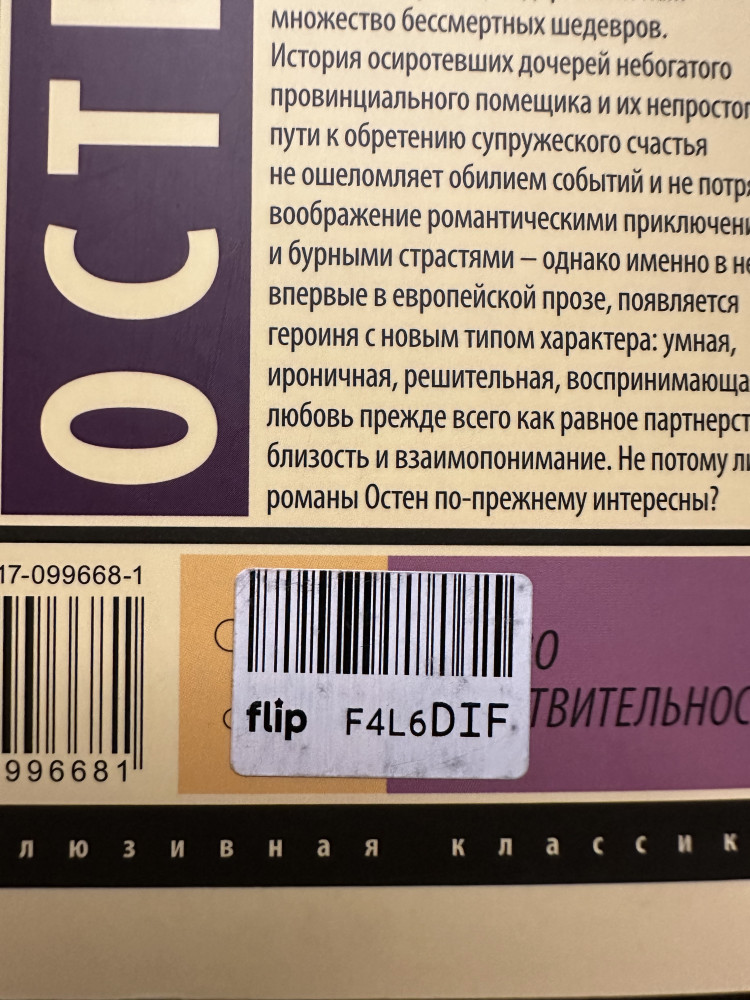 ОСТ
множество бессмертных шедевров.
История осиротевших дочерей небогатого
провинциального помещика и их непростог
пути к обретению супружеского счастья
не ошеломляет обилием событий и не потр
воображение романтическими приключени
и бурными страстями – однако именно в не
впервые в европейской прозе, появляется
героиня с новым типом характера: умная,
ироничная, решительная, воспринимающа
любовь прежде всего как равное партнерст
близость и взаимопонимание. Не потому ли
романы Остен по-прежнему интересны?
17-099668-1
996681
flip F4L6DIF
О
ТВИТЕЛЬНОС
люзивная классик